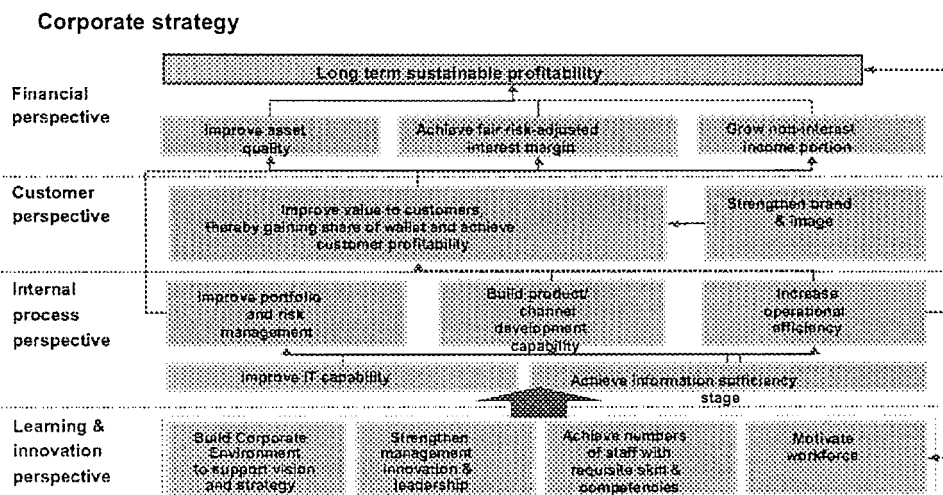 Corporate strategy
Long term sustainable profitability
Financial
perspective
Improve asset
quality
Achieve fair risk-adjusted
interest margin
Grow non-interest
income portion
Customer
perspective
Improve value to customers,
thereby gaining share of wallet and achieve
customer profitability
Strengthen brand
& image
Internal
process
perspective
Improve portfolio
and risk
management
Build product/
channel
development
capability
Increase
operational
efficiency
Improve IT capability
Achieve information sufficiency
stage
Learning &
innovation
perspective
Build Corporate
Environment
to support vision
and strategy
Strengthen
management
innovation &
leadership
Achieve numbers
of staff with
requisite skill &
competencies
Motivate
workforce